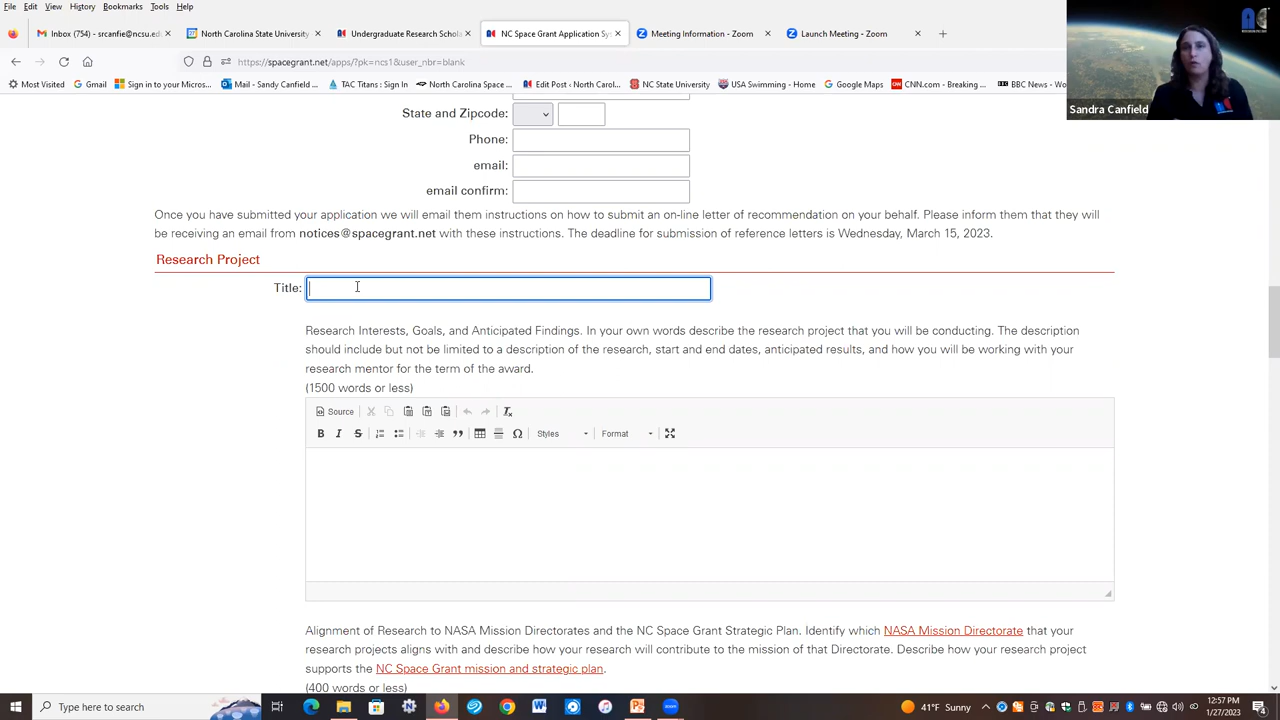 File Edit View History Bookmarks Tools Help
Inbox (754) - srcanfie@ncsu.ed
North Carolina State University
Undergraduate Research Schola
NC Space Grant Application Sy
Meeting Information - Zoom
Launch Meeting - Zoom
https://spacegrant.net/apps/?pk=ncs1&user_nbr=blank
Most Visited
Gmail
Sign in to your Micros...
Mail - Sandy Canfield ...
TAC Titans : Sign In
North Carolina Space ...
Edit Post ‹ North Carol...
NC State University
USA Swimming - Home
Google Maps
CNN.com - Breaking ...
BBC News - Wo
Sandra Canfield
State and Zipcode:
Phone:
email:
email confirm:
Once you have submitted your application we will email them instructions on how to submit an on-line letter of recommendation on your behalf. Please inform them that they will
be receiving an email from notices@spacegrant.net with these instructions. The deadline for submission of reference letters is Wednesday, March 15, 2023.
Research Project
Title:
Research Interests, Goals, and Anticipated Findings. In your own words describe the research project that you will be conducting. The description
should include but not be limited to a description of the research, start and end dates, anticipated results, and how you will be working with your
research mentor for the term of the award.
(1500 words or less)
Source
B I S Styles Format
Alignment of Research to NASA Mission Directorates and the NC Space Grant Strategic Plan. Identify which NASA Mission Directorate that your
research projects aligns with and describe how your research will contribute to the mission of that Directorate. Describe how your research project
supports the NC Space Grant mission and strategic plan.
(400 words or less)
Type here to search
41°F Sunny
12:57 PM
1/27/2023